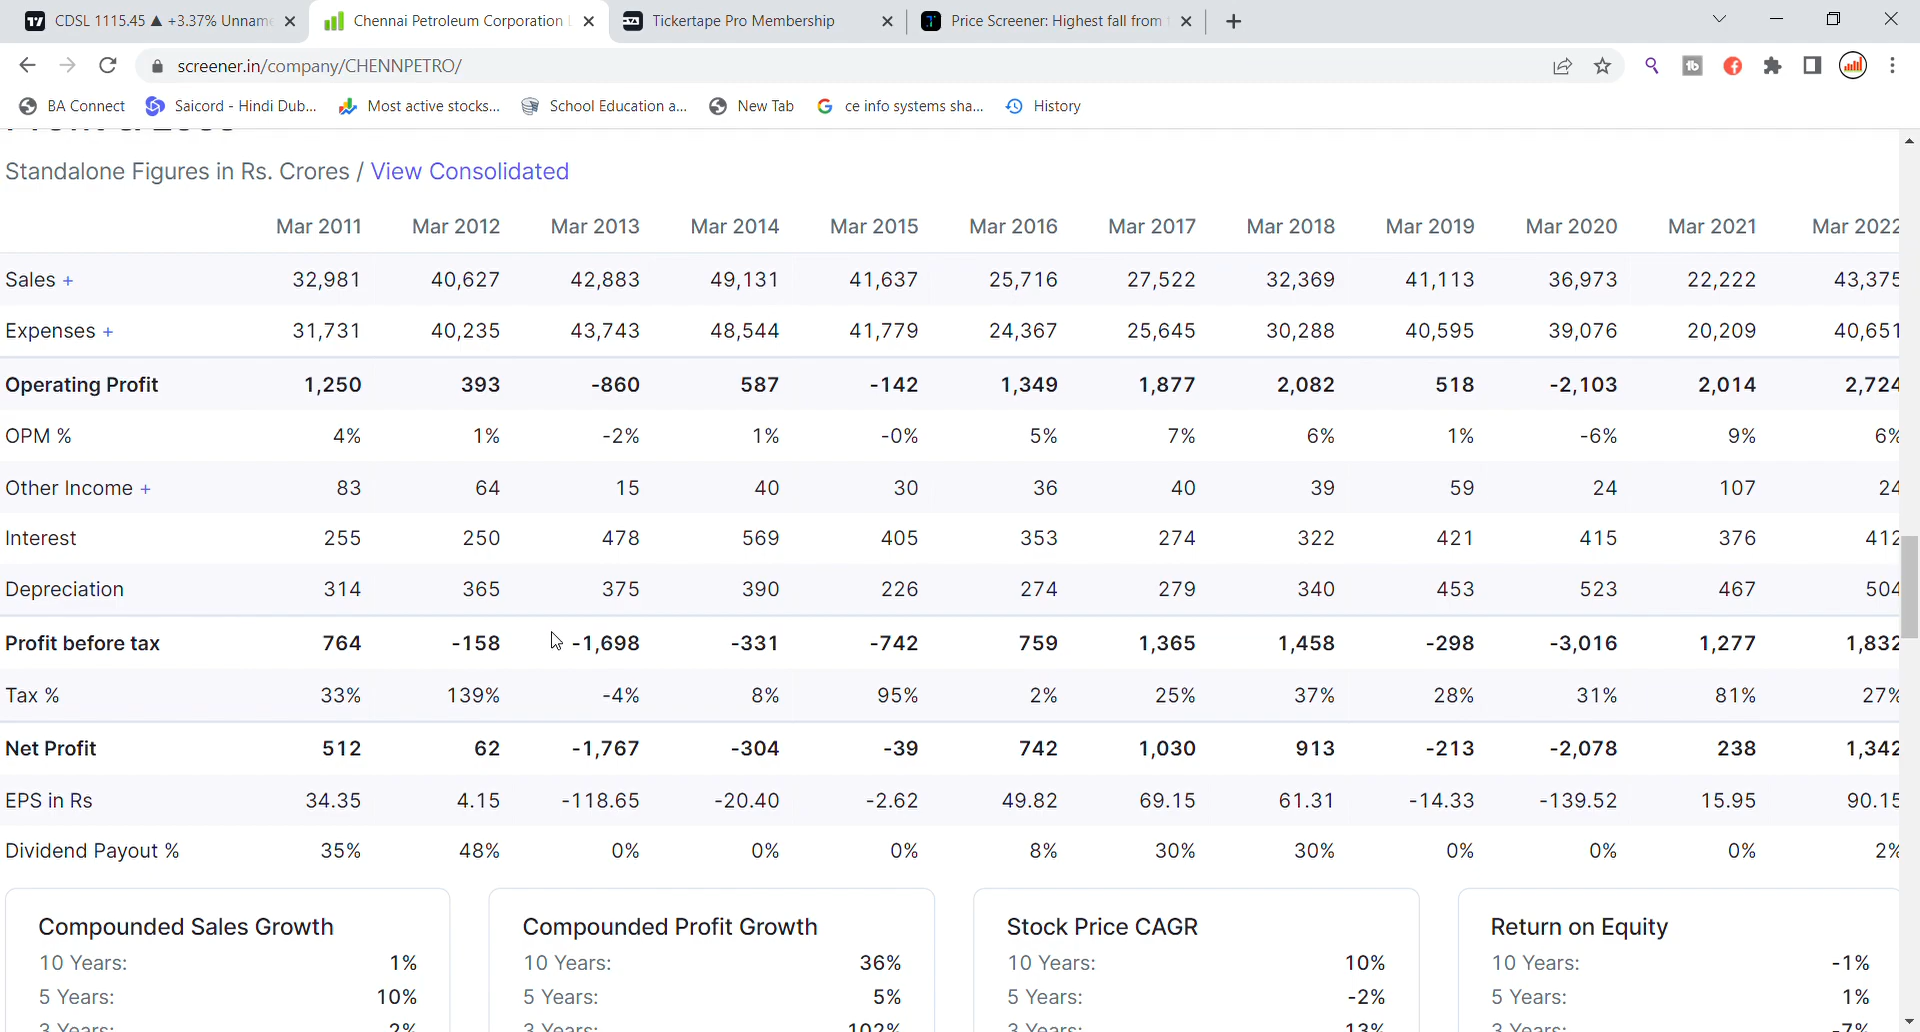 CDSL 1115.45 ▲ +3.37% Unnam
Chennai Petroleum Corporation
Tickertape Pro Membership
Price Screener: Highest fall from
screener.in/company/CHENNPETRO/
BA Connect
Saicord - Hindi Dub...
Most active stocks...
School Education a...
New Tab
ce info systems sha...
History
Standalone Figures in Rs. Crores / View Consolidated
Mar 2011 Mar 2012 Mar 2013 Mar 2014 Mar 2015 Mar 2016 Mar 2017 Mar 2018 Mar 2019 Mar 2020 Mar 2021 Mar 2022
Sales + 32,981 40,627 42,883 49,131 41,637 25,716 27,522 32,369 41,113 36,973 22,222 43,375
Expenses + 31,731 40,235 43,743 48,544 41,779 24,367 25,645 30,288 40,595 39,076 20,209 40,651
Operating Profit 1,250 393 -860 587 -142 1,349 1,877 2,082 518 -2,103 2,014 2,724
OPM % 4% 1% -2% 1% -0% 5% 7% 6% 1% -6% 9% 6%
Other Income + 83 64 15 40 30 36 40 39 59 24 107 24
Interest 255 250 478 569 405 353 274 322 421 415 376 412
Depreciation 314 365 375 390 226 274 279 340 453 523 467 504
Profit before tax 764 -158 -1,698 -331 -742 759 1,365 1,458 -298 -3,016 1,277 1,832
Tax % 33% 139% -4% 8% 95% 2% 25% 37% 28% 31% 81% 27%
Net Profit 512 62 -1,767 -304 -39 742 1,030 913 -213 -2,078 238 1,342
EPS in Rs 34.35 4.15 -118.65 -20.40 -2.62 49.82 69.15 61.31 -14.33 -139.52 15.95 90.15
Dividend Payout % 35% 48% 0% 0% 0% 8% 30% 30% 0% 0% 0% 2%
Compounded Sales Growth
10 Years: 1%
5 Years: 10%
3 Years: 2%
Compounded Profit Growth
10 Years: 36%
5 Years: 5%
3 Years: 102%
Stock Price CAGR
10 Years: 10%
5 Years: -2%
3 Years: 13%
Return on Equity
10 Years: -1%
5 Years: 1%
3 Years: -7%